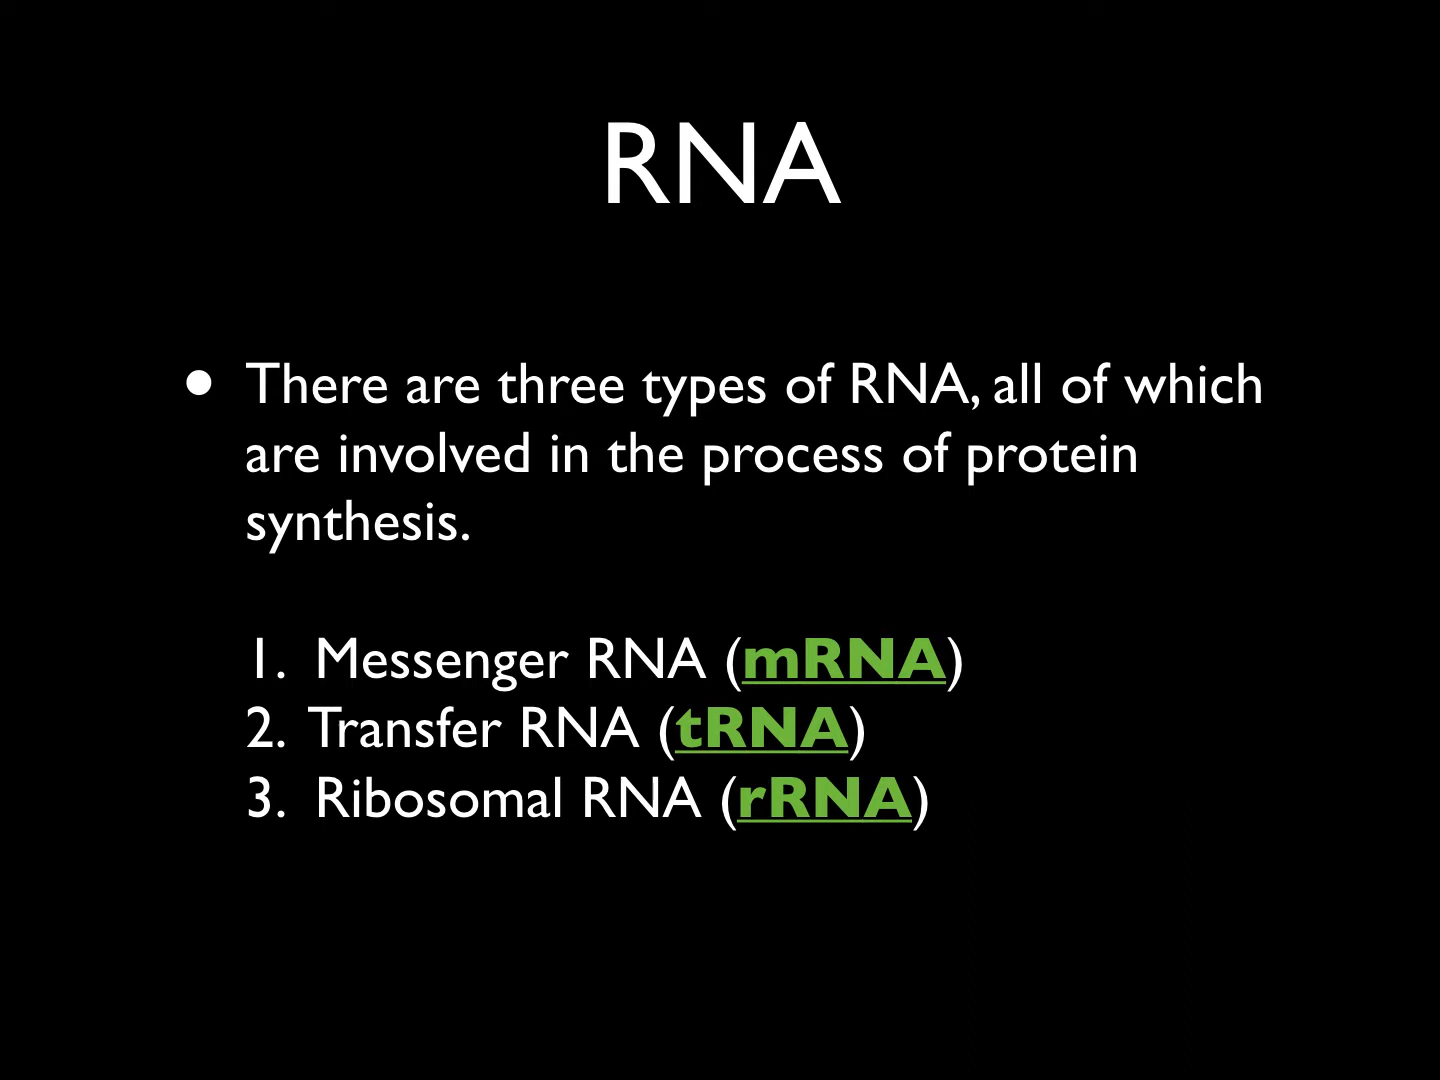 RNA
• There are three types of RNA, all of which
are involved in the process of protein
synthesis.
1. Messenger RNA (mRNA)
2. Transfer RNA (tRNA)
3. Ribosomal RNA (rRNA)